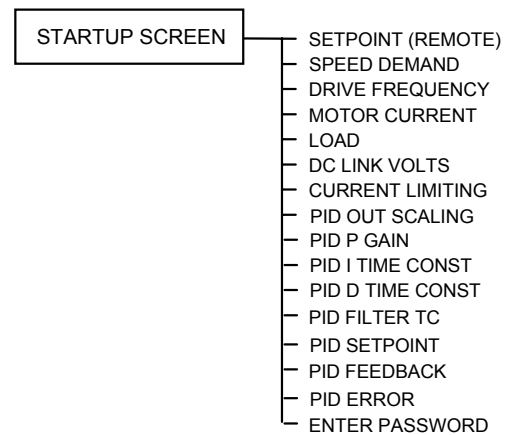 STARTUP SCREEN
SETPOINT (REMOTE)
SPEED DEMAND
DRIVE FREQUENCY
MOTOR CURRENT
LOAD
DC LINK VOLTS
CURRENT LIMITING
PID OUT SCALING
PID P GAIN
PID I TIME CONST
PID D TIME CONST
PID FILTER TC
PID SETPOINT
PID FEEDBACK
PID ERROR
ENTER PASSWORD